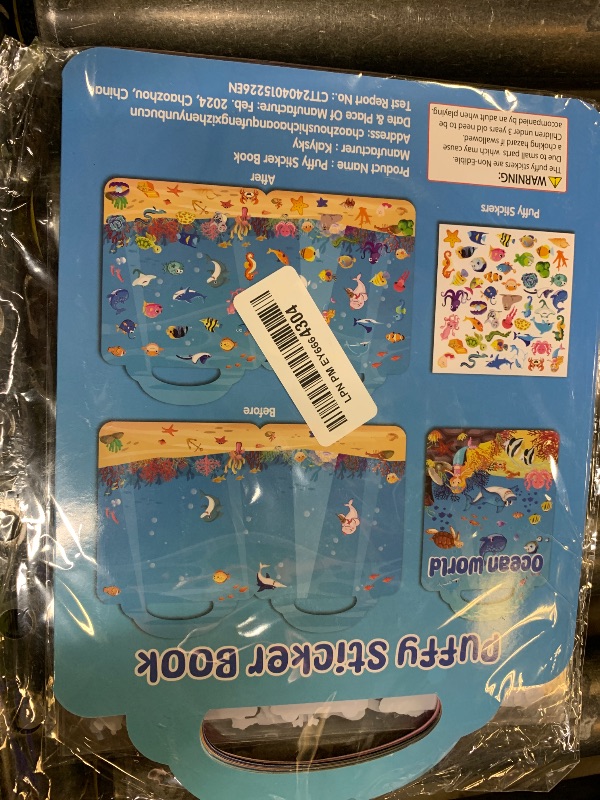 Puffy Sticker Book
Ocean World
Before
After
Puffy Stickers
LPN PM EY6664304
Product Name : Puffy Sticker Book
Manufacturer : Kdlysky
Address: chaozhoushichaoanqufengxizhenyunbucun
Date & Place Of Manufacture: Feb. 2024, Chaozhou, China
Test Report No.: CTT2404015226EN
WARNING:
The puffy stickers are Non-Edible.
Due to small parts which may cause
a choking hazard if swallowed.
Children under 3 years old need to be
accompanied by an adult when playing.